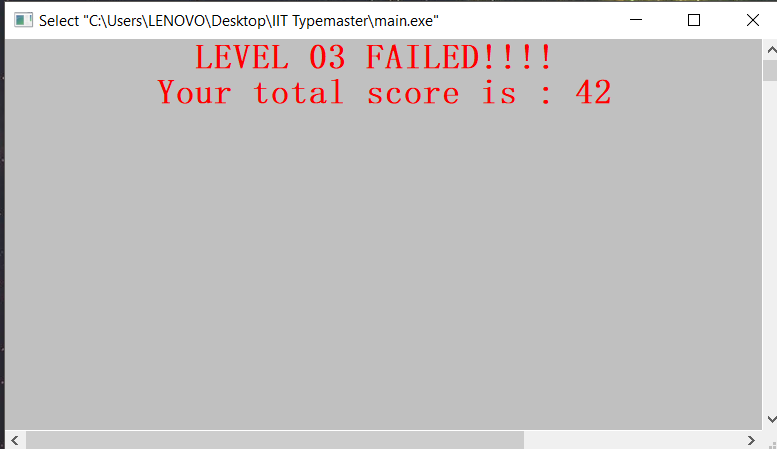 Select "C:\Users\LENOVO\Desktop\IIT Typemaster\main.exe"
LEVEL 03 FAILED!!!!
Your total score is : 42